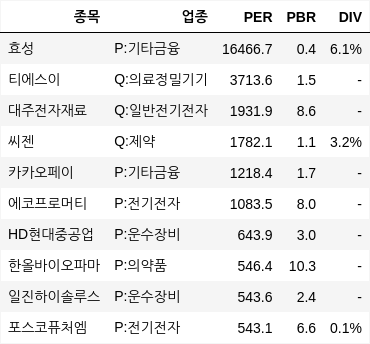 종목 업종 PER PBR DIV
효성 P:기타금융 16466.7 0.4 6.1%
티에스이 Q:의료정밀기기 3713.6 1.5 -
대주전자재료 Q:일반전기전자 1931.9 8.6 -
씨젠 Q:제약 1782.1 1.1 3.2%
카카오페이 P:기타금융 1218.4 1.7 -
에코프로머티 P:전기전자 1083.5 8.0 -
HD현대중공업 P:운수장비 643.9 3.0 -
한올바이오파마 P:의약품 546.4 10.3 -
일진하이솔루스 P:운수장비 543.6 2.4 -
포스코퓨처엠 P:전기전자 543.1 6.6 0.1%